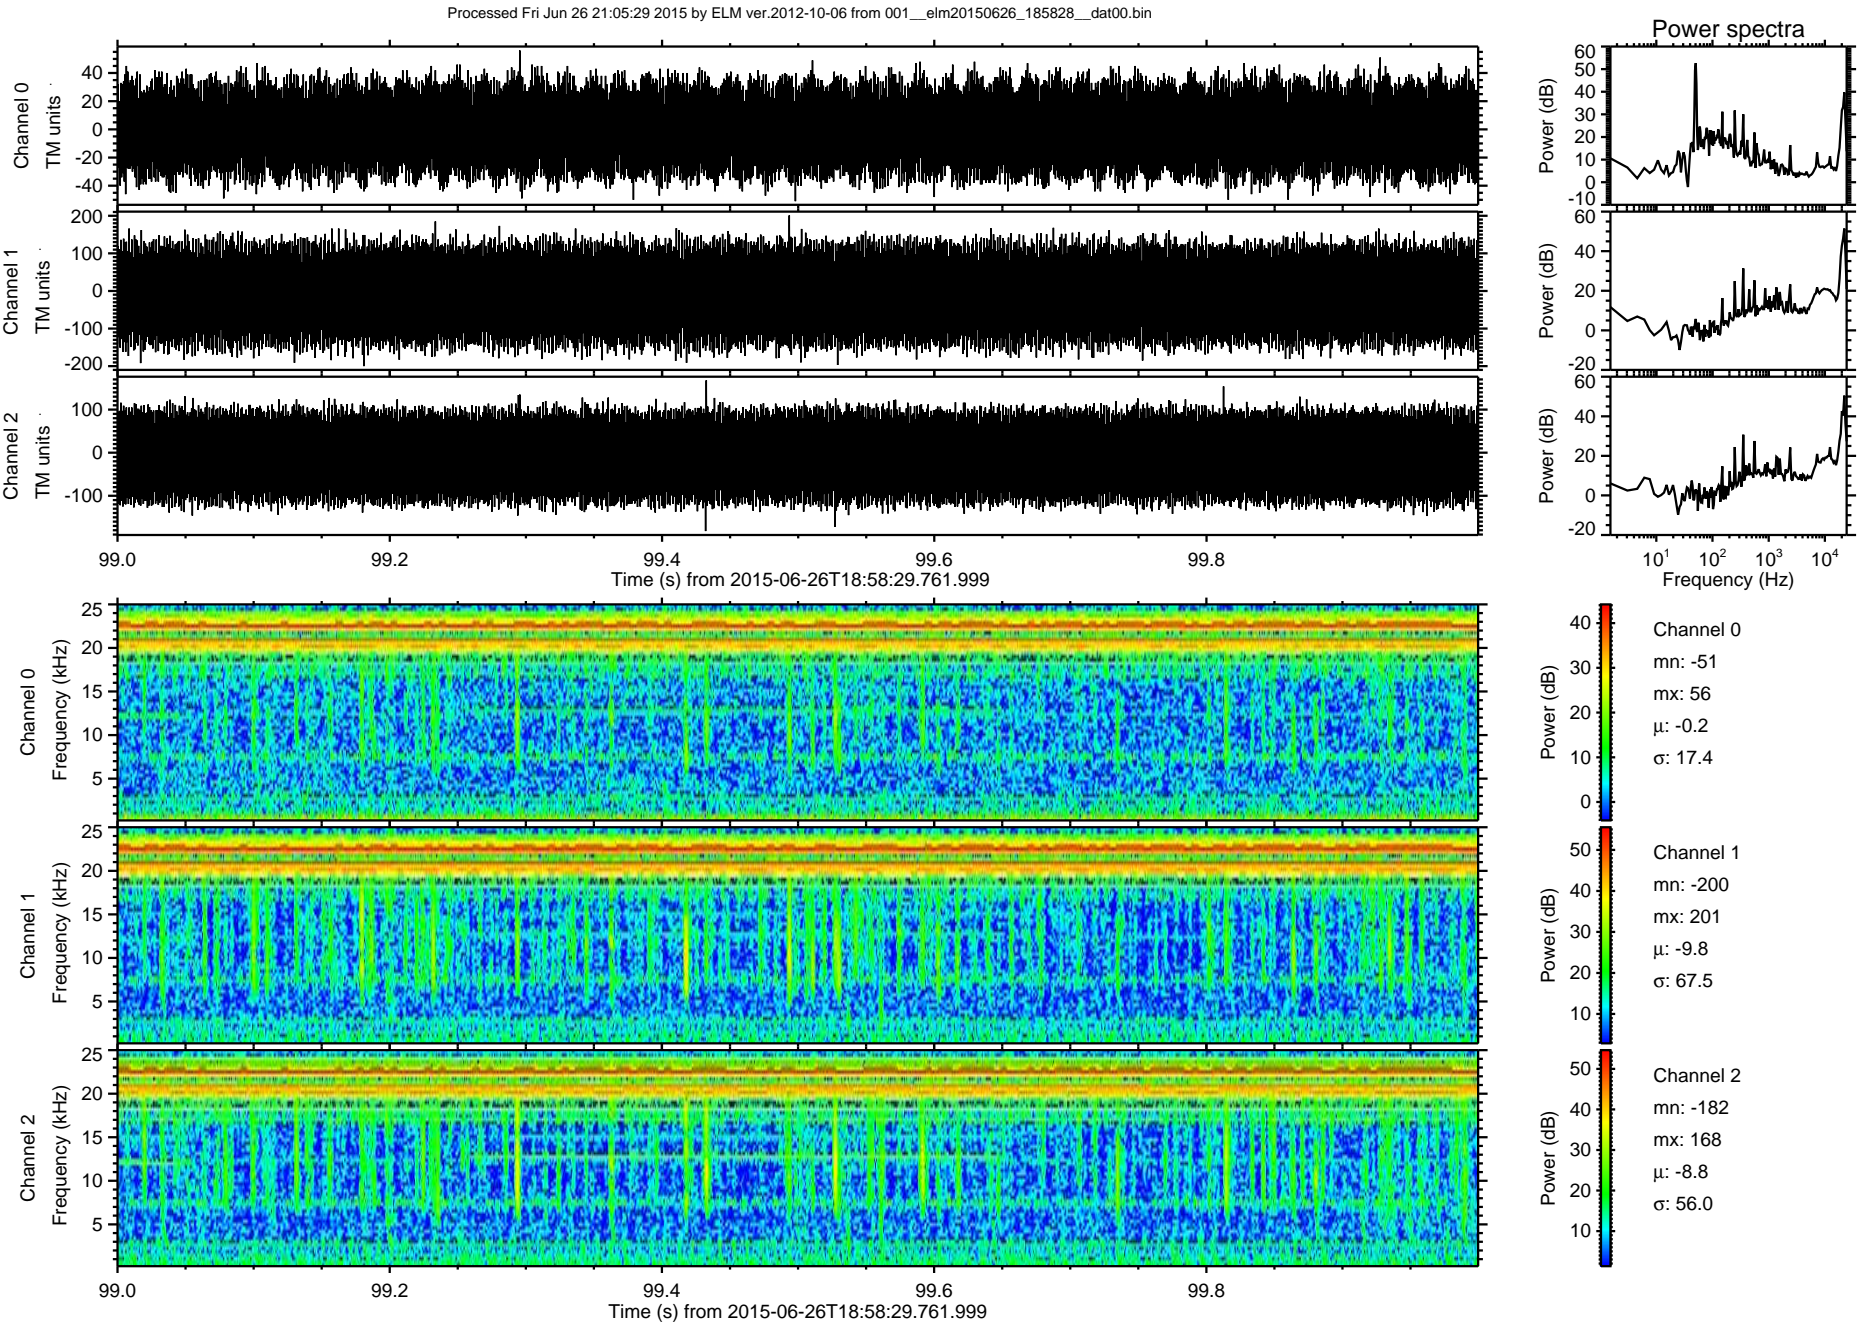 Processed Fri Jun 26 21:05:29 2015 by ELM ver.2012-10-06 from 001__elm20150626_185828__dat00.bin
Power spectra
Channel 0
TM units
40
20
0
-20
-40
Power (dB)
60
50
40
30
20
10
0
-10
Channel 1
TM units
200
100
0
-100
-200
Power (dB)
60
40
20
0
-20
Channel 2
TM units
100
0
-100
Power (dB)
60
40
20
0
-20
99.0 99.2 99.4 99.6 99.8
Time (s) from 2015-06-26T18:58:29.761.999
10^1 10^2 10^3 10^4
Frequency (Hz)
Channel 0
Frequency (kHz)
25
20
15
10
5
Power (dB)
40
30
20
10
0
Channel 0
mn: -51
mx: 56
μ: -0.2
σ: 17.4
Channel 1
Frequency (kHz)
25
20
15
10
5
Power (dB)
50
40
30
20
10
Channel 1
mn: -200
mx: 201
μ: -9.8
σ: 67.5
Channel 2
Frequency (kHz)
25
20
15
10
5
Power (dB)
50
40
30
20
10
Channel 2
mn: -182
mx: 168
μ: -8.8
σ: 56.0
99.0 99.2 99.4 99.6 99.8
Time (s) from 2015-06-26T18:58:29.761.999